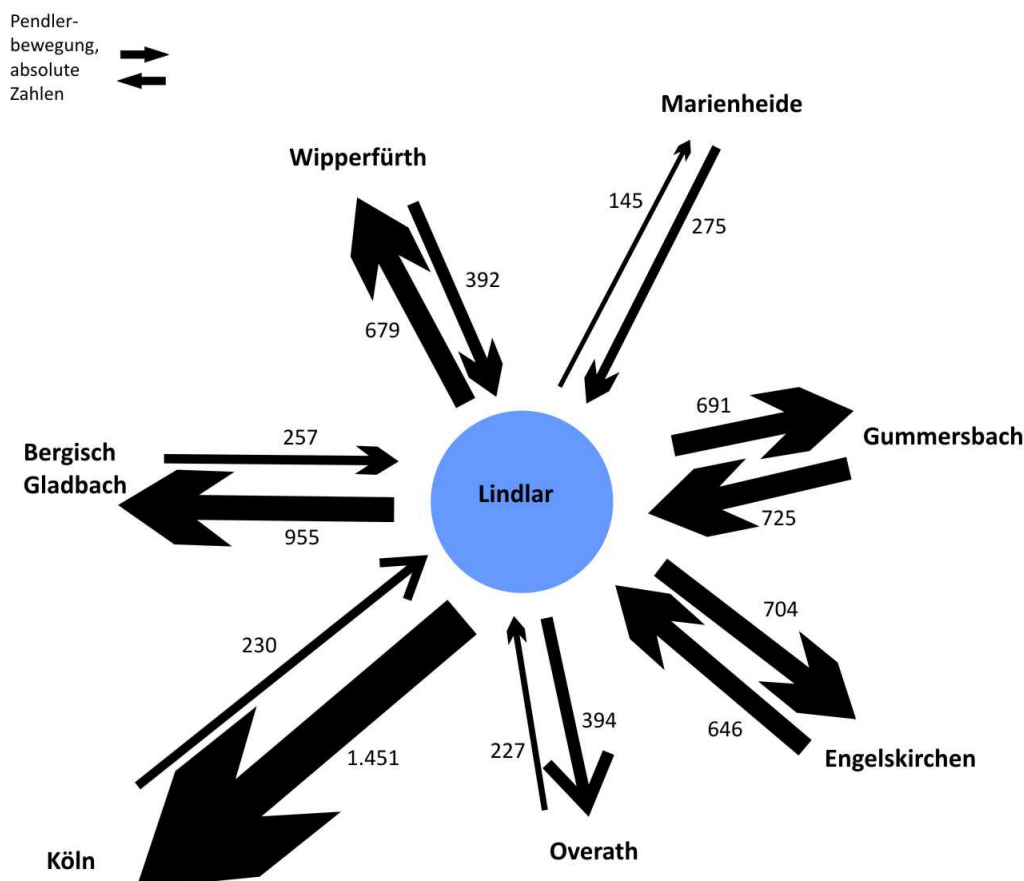 Pendler-
bewegung,
absolute
Zahlen
Marienheide
Wipperfürth
145
275
392
679
691
Gummersbach
257
Bergisch
Gladbach
Lindlar
725
955
704
230
394
646
227
1.451
Engelskirchen
Overath
Köln